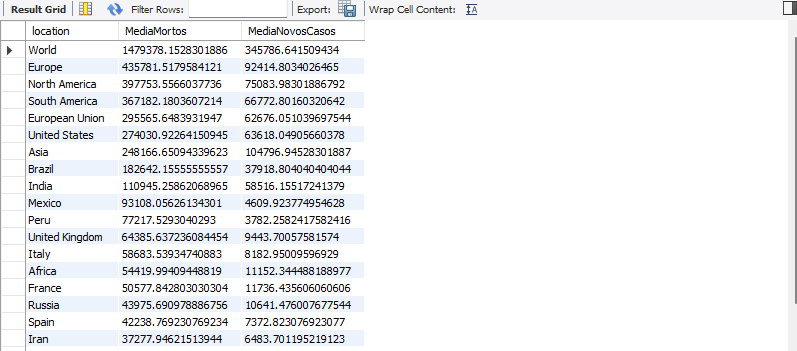 Result Grid Filter Rows: Export: Wrap Cell Content:
location MediaMortos MediaNovosCasos
World 1479378.1528301886 345786.641509434
Europe 435781.5179584121 92414.8034026465
North America 397753.5566037736 75083.98301886792
South America 367182.1803607214 66772.80160320642
European Union 295565.6483931947 62676.051039697544
United States 274030.92264150945 63618.04905660378
Asia 248166.65094339623 104796.94528301887
Brazil 182642.15555555557 37918.804040404044
India 110945.25862068965 58516.15517241379
Mexico 93108.05626134301 4609.923774954628
Peru 77217.5293040293 3782.2582417582416
United Kingdom 64385.637236084454 9443.70057581574
Italy 58683.53934740883 8182.95009596929
Africa 54419.99409448819 11152.344488188977
France 50577.842803030304 11736.435606060606
Russia 43975.690978886756 10641.476007677544
Spain 42238.769230769234 7372.823076923077
Iran 37277.94621513944 6483.701195219123